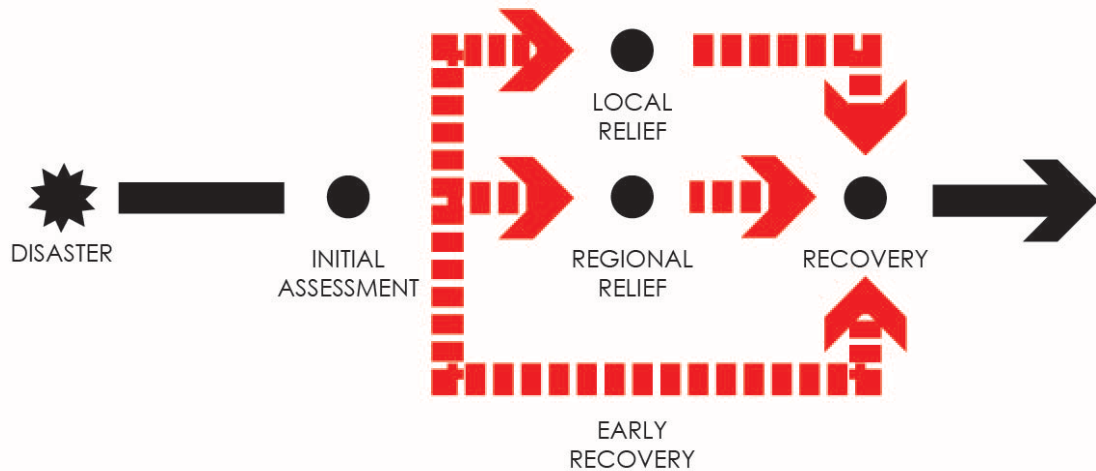 LOCAL
RELIEF
DISASTER
INITIAL
ASSESSMENT
REGIONAL
RELIEF
RECOVERY
EARLY
RECOVERY